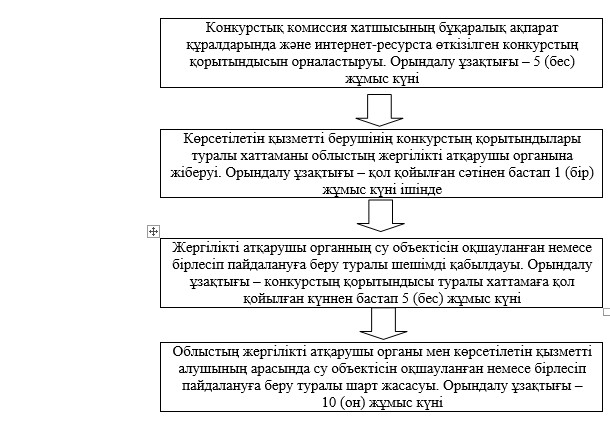 Конкурстық комиссия хатшысының бұқаралық ақпарат
құралдарында және интернет-ресурста өткізілген конкурстың
қорытындысын орналастыруы. Орындалу ұзақтығы – 5 (бес)
жұмыс күні
Көрсетілетін қызметті берушінің конкурстың қорытындылары
туралы хаттаманы облыстың жергілікті атқарушы органына
жіберуі. Орындалу ұзақтығы – қол қойылған сәтінен бастап 1 (бір)
жұмыс күні ішінде
Жергілікті атқарушы органның су объектісін оқшауланған немесе
бірлесіп пайдалануға беру туралы шешімді қабылдауы. Орындалу
ұзақтығы – конкурстың қорытындысы туралы хаттамаға қол
қойылған күннен бастап 5 (бес) жұмыс күні
Облыстың жергілікті атқарушы органы мен көрсетілетін қызметті
алушының арасында су объектісін оқшауланған немесе бірлесіп
пайдалануға беру туралы шарт жасасуы. Орындалу ұзақтығы –
10 (он) жұмыс күні